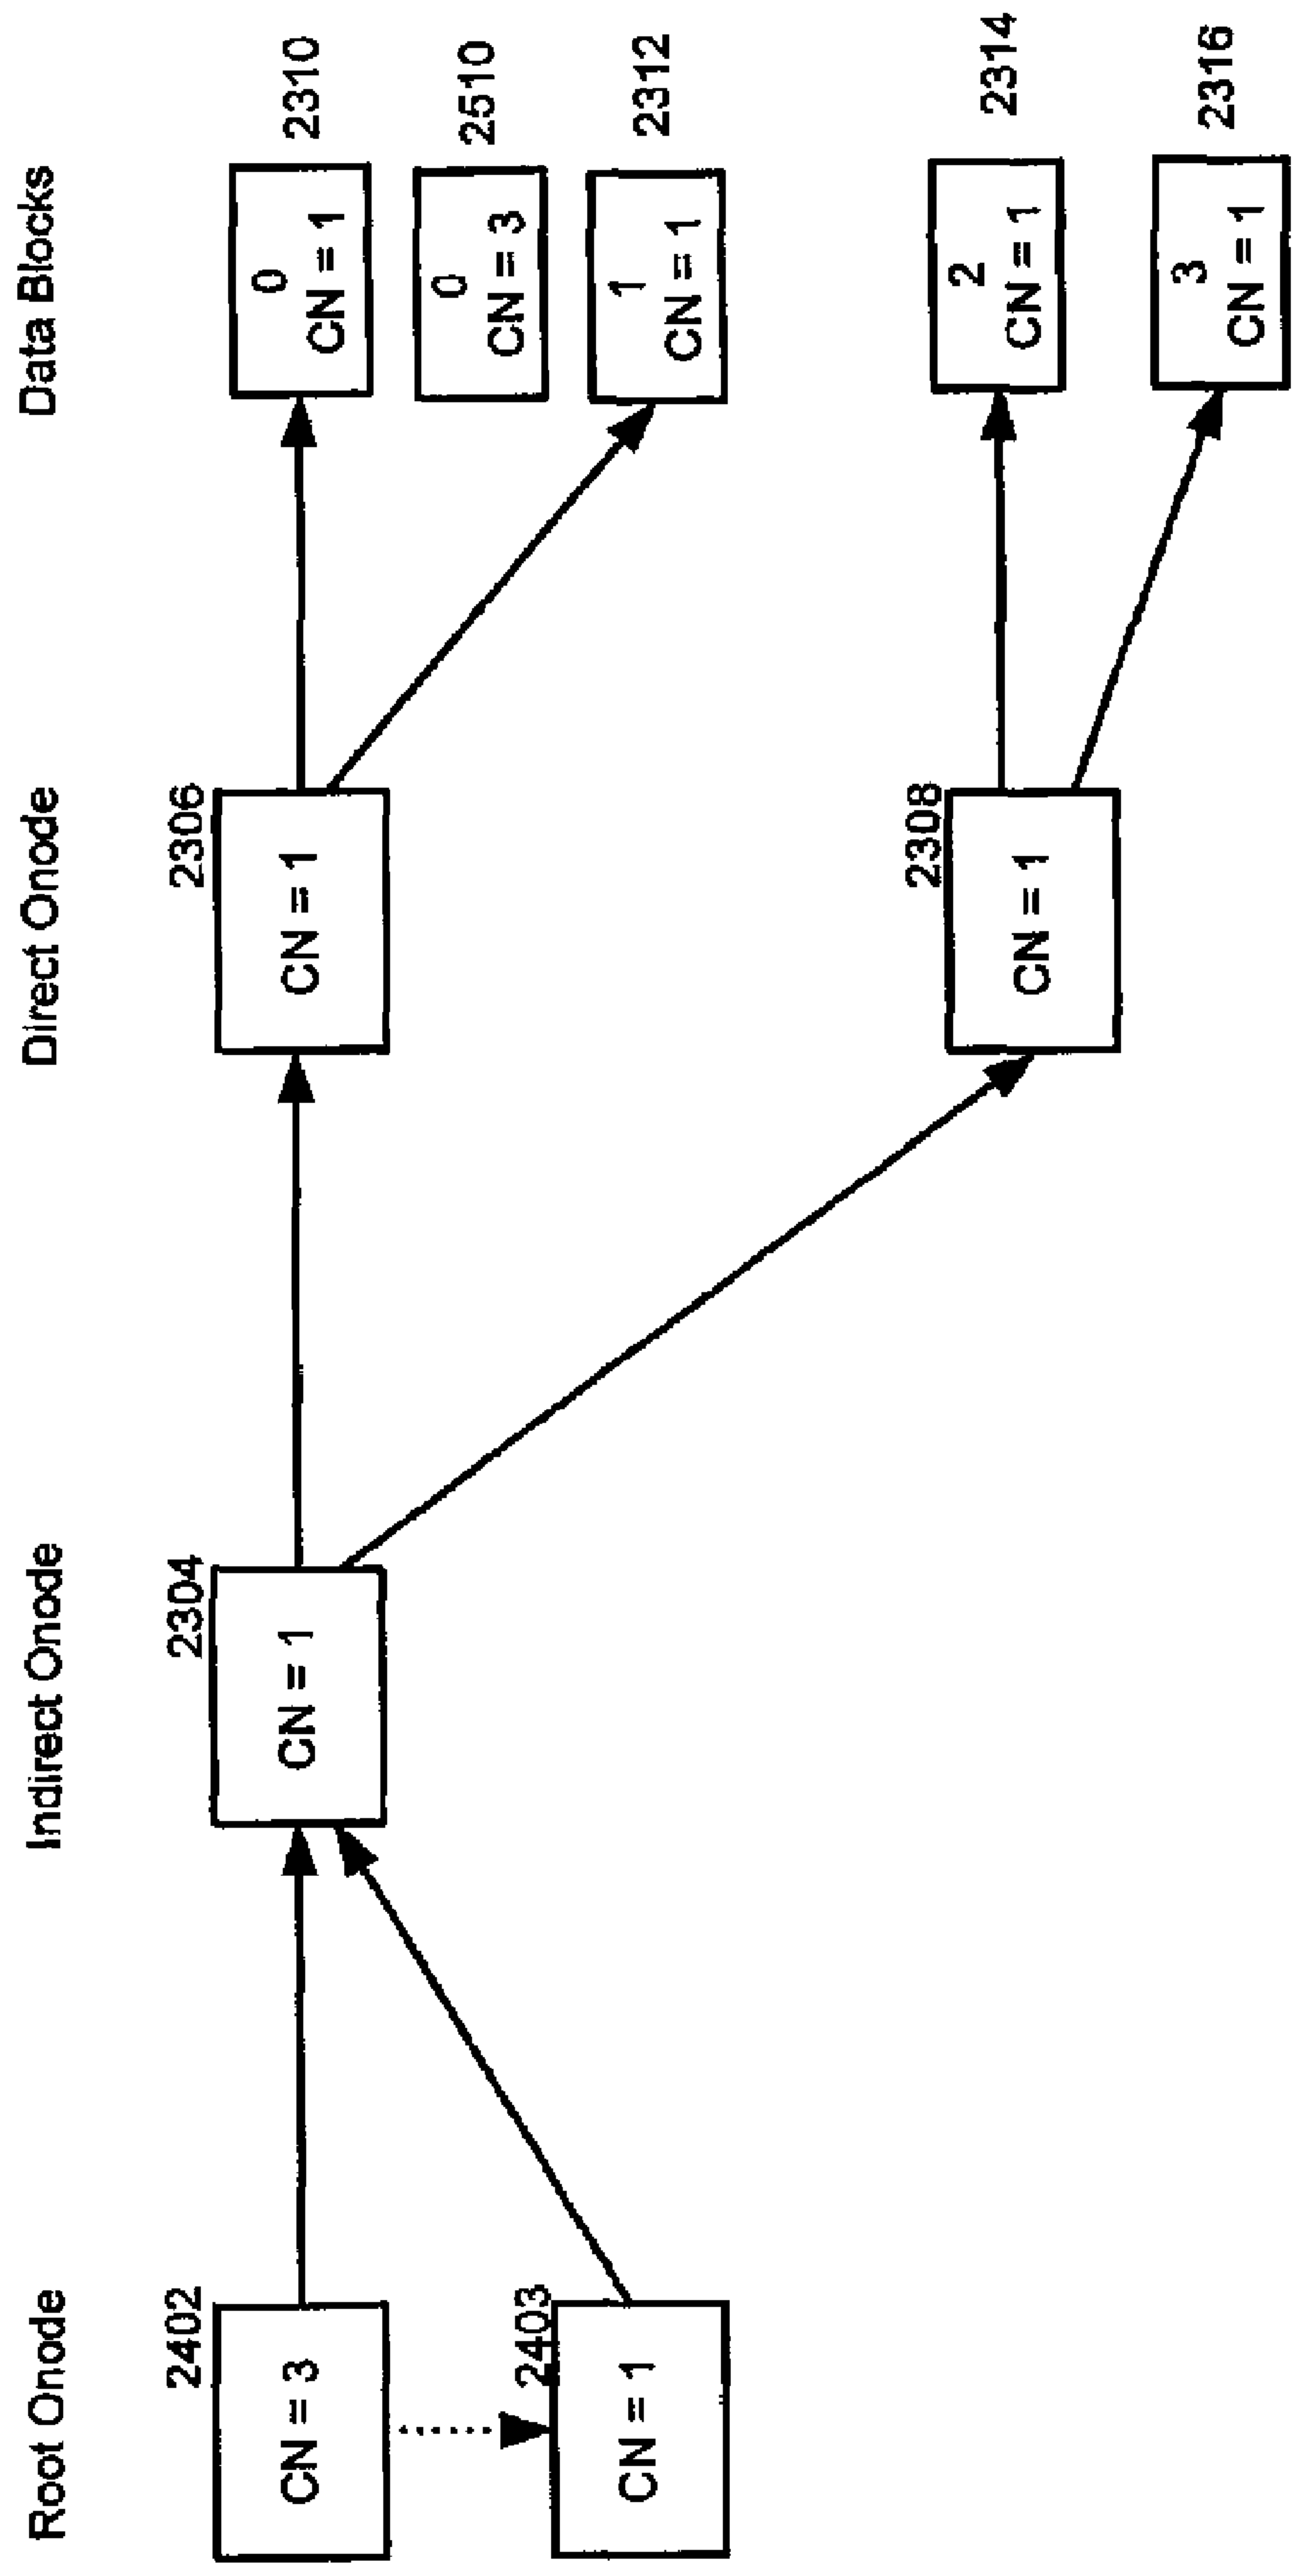 Root Onode
Indirect Onode
Direct Onode
Data Blocks
2402
CN = 3
2403
CN = 1
2304
CN = 1
2306
CN = 1
2308
CN = 1
0
CN = 1
2310
0
CN = 3
2510
1
CN = 1
2312
2
CN = 1
2314
3
CN = 1
2316